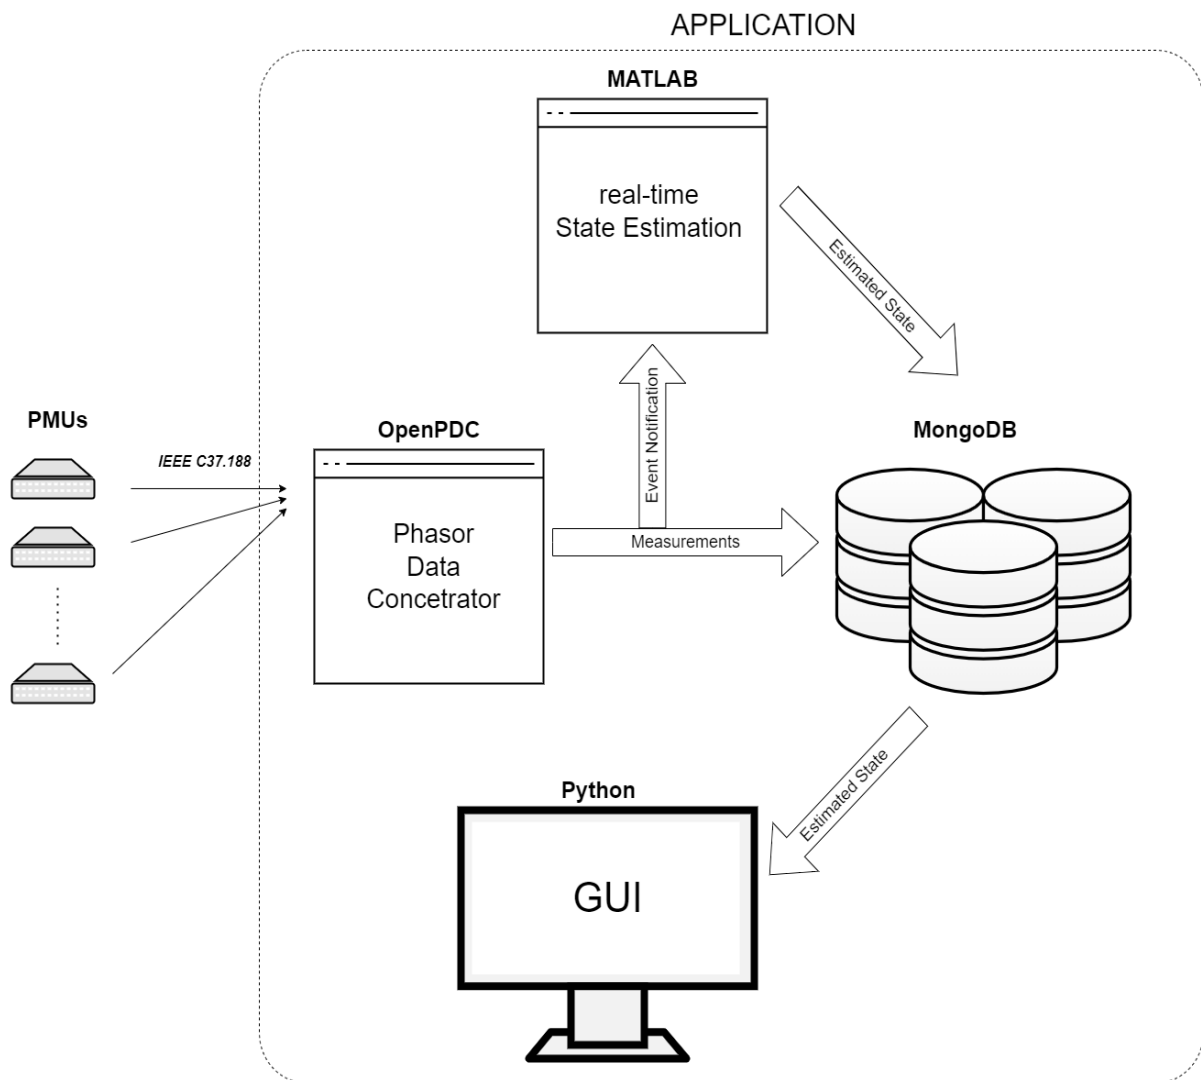 APPLICATION
MATLAB
real-time
State Estimation
Estimated State
Event Notification
PMUs
IEEE C37.188
OpenPDC
Phasor
Data
Concetrator
Measurements
MongoDB
Estimated State
Python
GUI